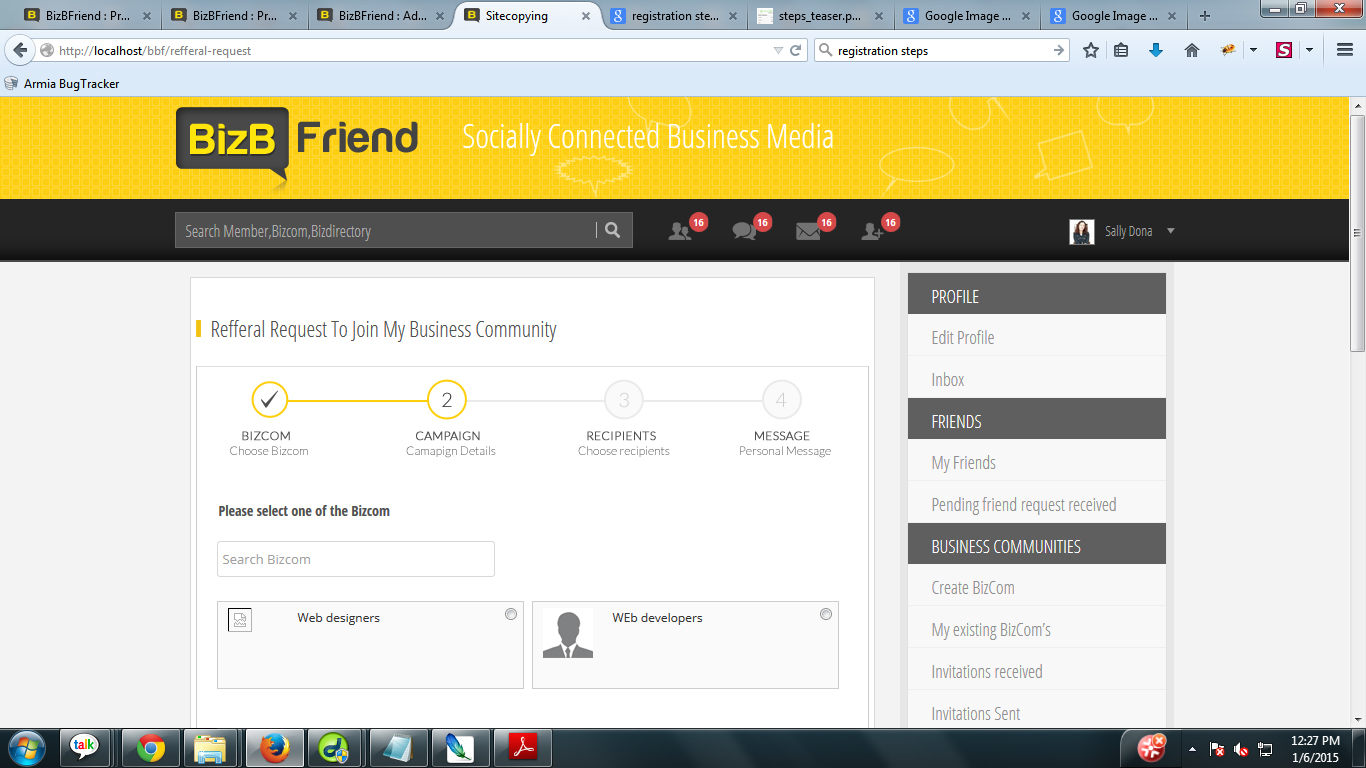 BizBFriend : Pr...
BizBFriend : Pr...
BizBFriend : Ad...
Sitecopying
registration ste...
steps_teaser.p...
Google Image ...
Google Image ...
http://localhost/bbf/refferal-request
registration steps
Armia BugTracker
BizB Friend
Socially Connected Business Media
Search Member,Bizcom,Bizdirectory
16
16
16
16
Sally Dona
Refferal Request To Join My Business Community
2
3
4
BIZCOM
CAMPAIGN
RECIPIENTS
MESSAGE
Choose Bizcom
Camapign Details
Choose recipients
Personal Message
Please select one of the Bizcom
Search Bizcom
Web designers
WEb developers
PROFILE
Edit Profile
Inbox
FRIENDS
My Friends
Pending friend request received
BUSINESS COMMUNITIES
Create BizCom
My existing BizCom's
Invitations received
Invitations Sent
talk
12:27 PM
1/6/2015